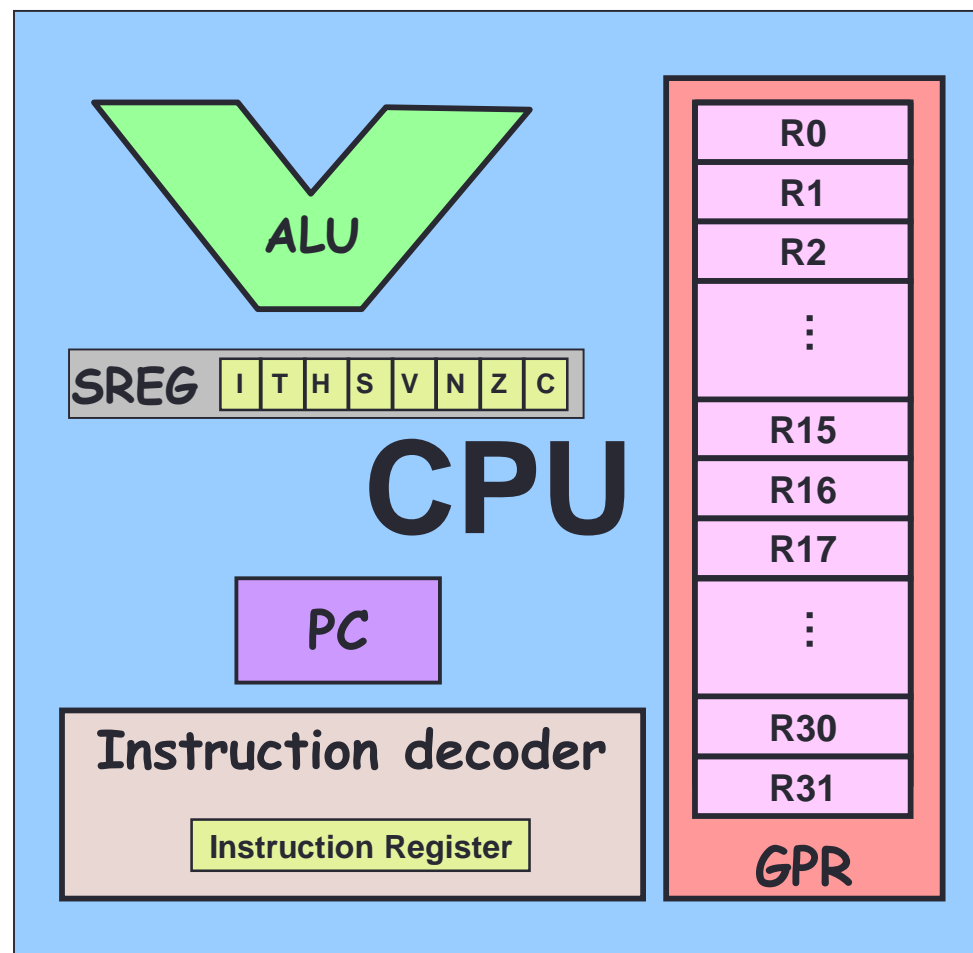 ALU
SREG I T H S V N Z C
CPU
PC
Instruction decoder
Instruction Register
R0
R1
R2
⋮
R15
R16
R17
⋮
R30
R31
GPR